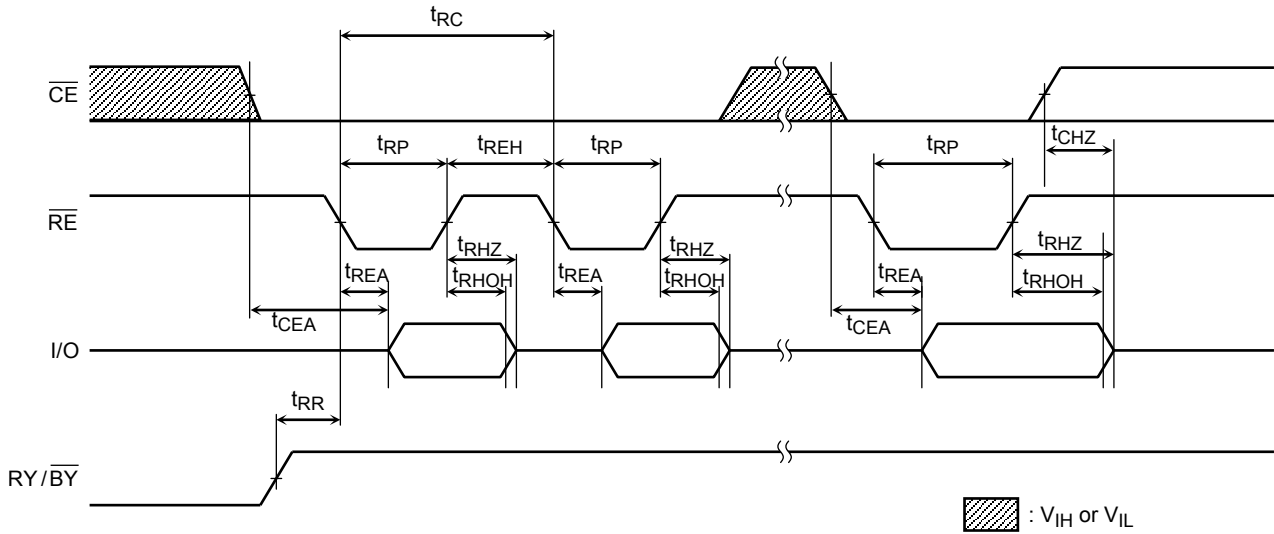 tRC
CE
tCHZ
tRP tREH tRP tRP
RE
tRHZ tRHZ tRHZ
tREA tRHOH tREA tRHOH tREA tRHOH
tCEA tCEA
I/O
tRR
RY/BY
: VIH or VIL